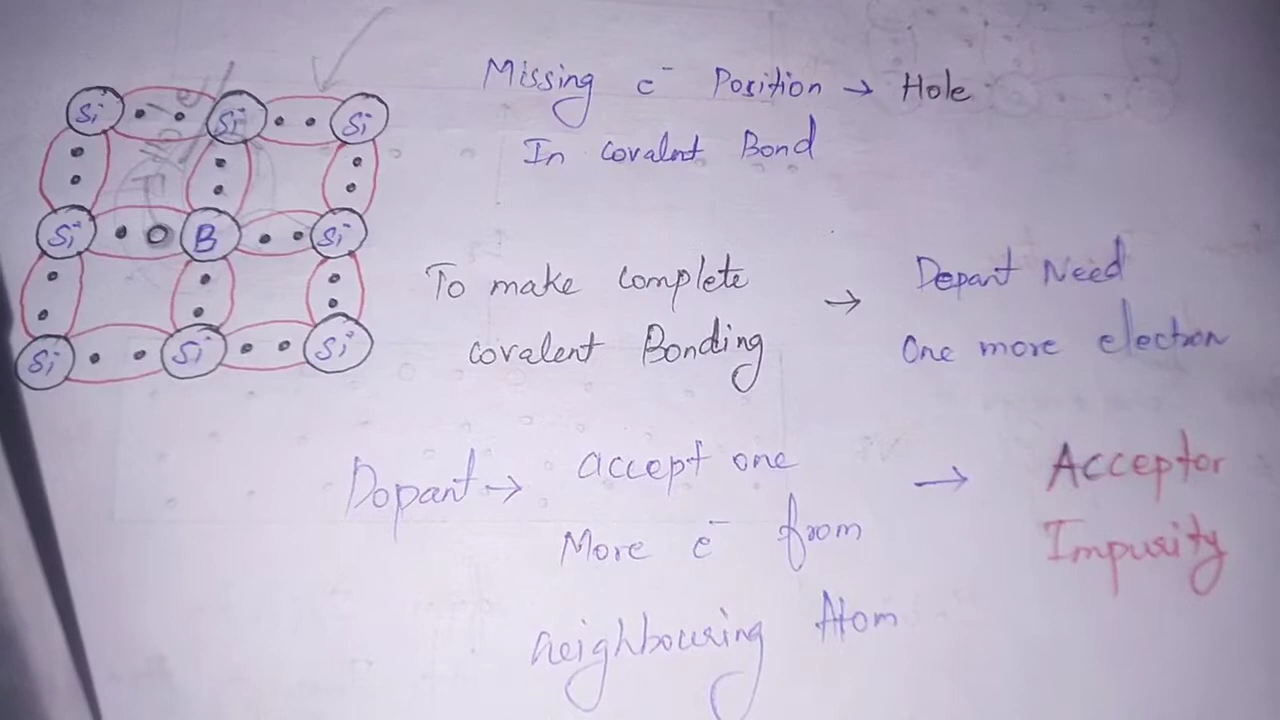 Si Si Si
Si B Si
Si Si Si
Missing e⁻ Position → Hole
In covalent Bond
To make complete
covalent Bonding
→ Dopant Need
One more electron
Dopant → accept one
More e⁻ from
neighbouring Atom
→ Acceptor
Impurity